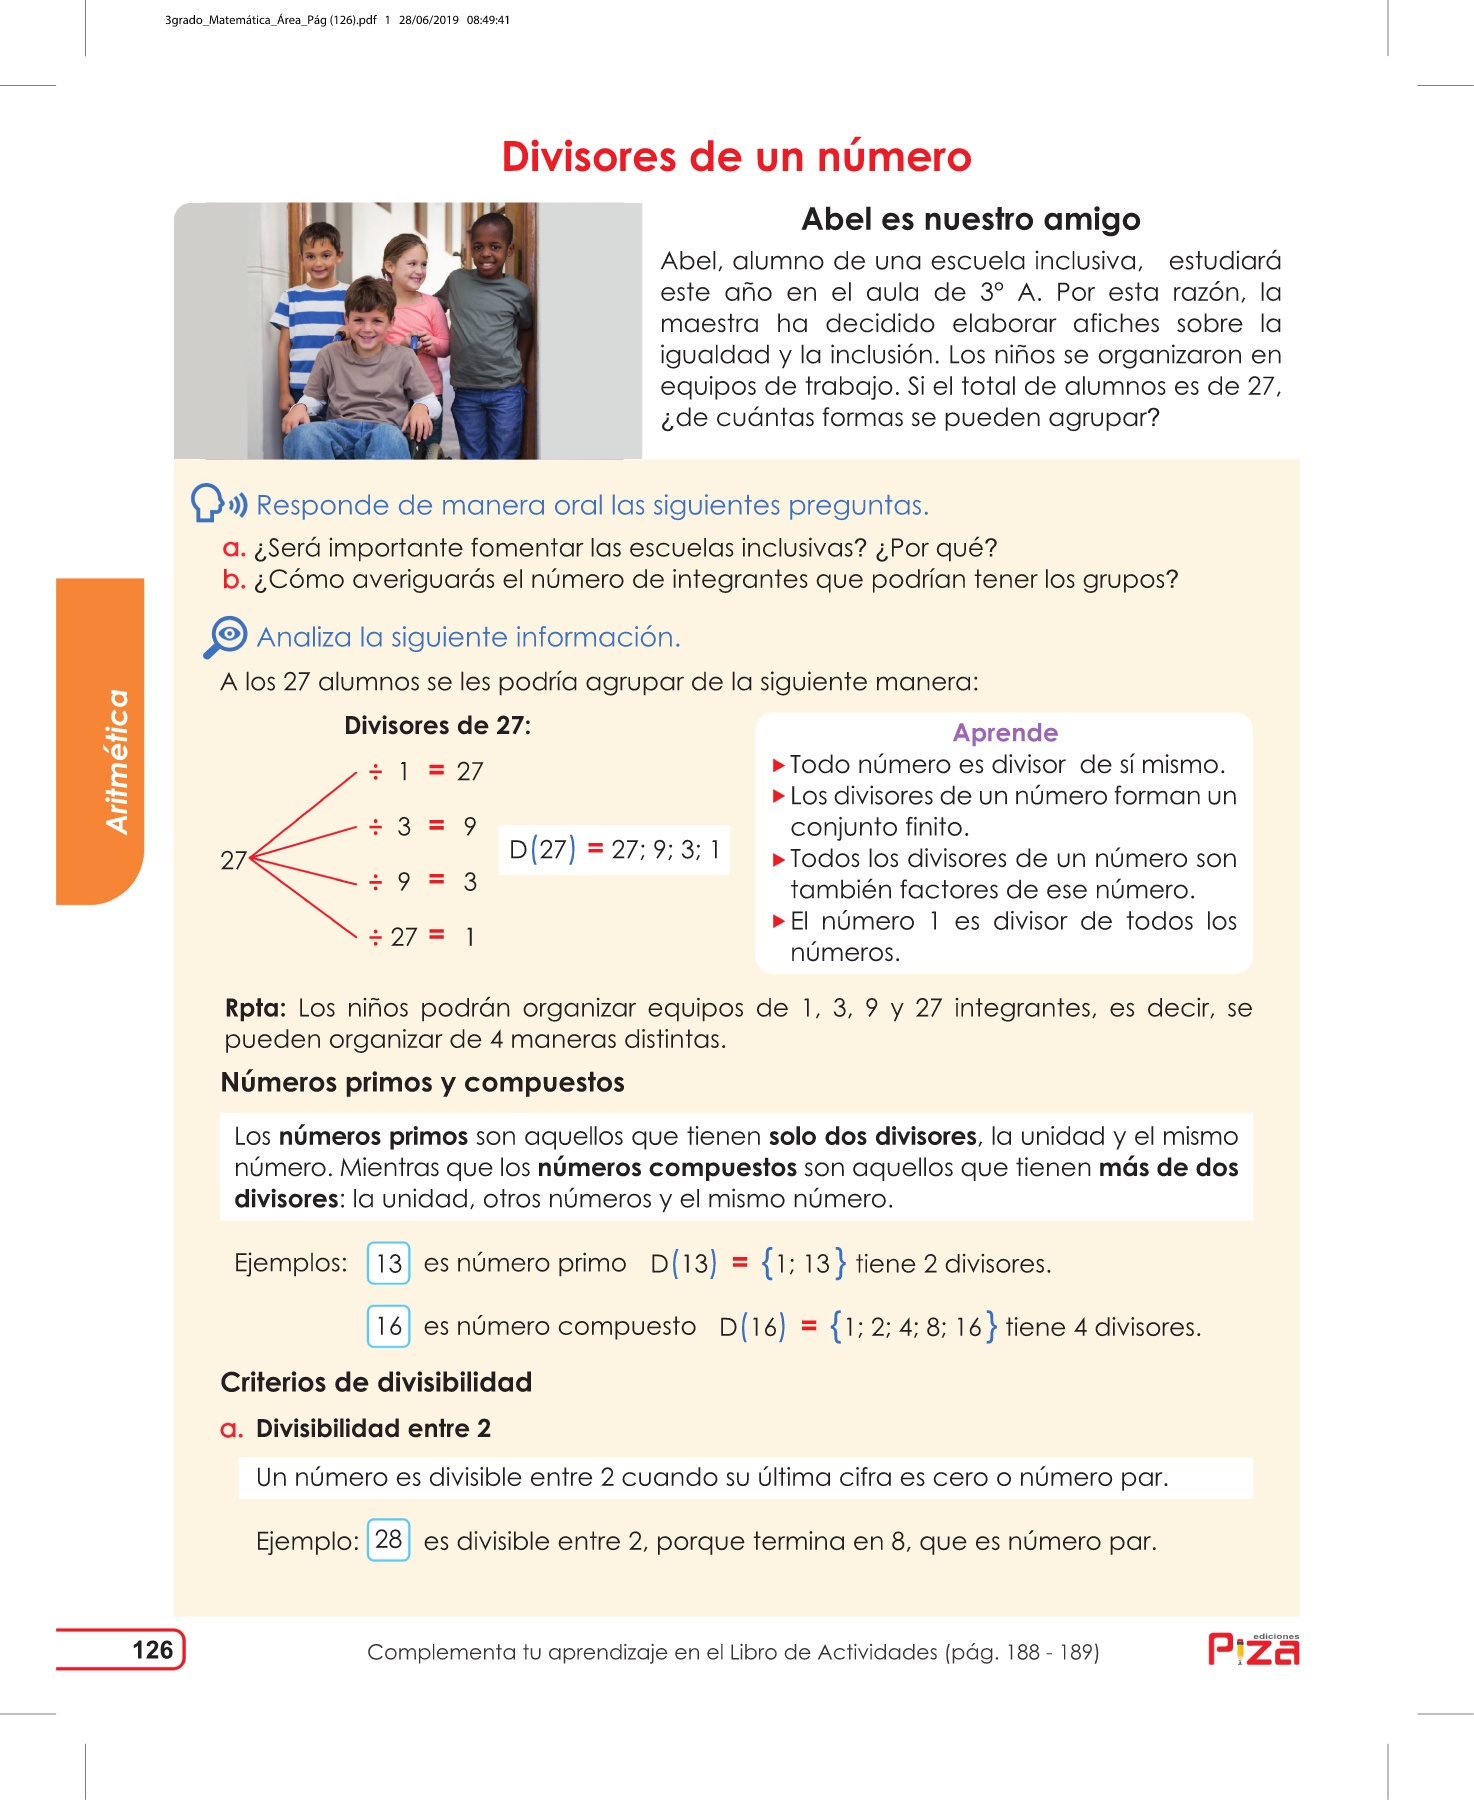 3grado_Matemática_Área_Pág (126).pdf 1 28/06/2019 08:49:41
Divisores de un número
Abel es nuestro amigo
Abel, alumno de una escuela inclusiva, estudiará
este año en el aula de 3° A. Por esta razón, la
maestra ha decidido elaborar afiches sobre la
igualdad y la inclusión. Los niños se organizaron en
equipos de trabajo. Si el total de alumnos es de 27,
¿de cuántas formas se pueden agrupar?
Responde de manera oral las siguientes preguntas.
a. ¿Será importante fomentar las escuelas inclusivas? ¿Por qué?
b. ¿Cómo averiguarás el número de integrantes que podrían tener los grupos?
Analiza la siguiente información.
A los 27 alumnos se les podría agrupar de la siguiente manera:
Divisores de 27:
27
÷ 1 = 27
÷ 3 = 9
÷ 9 = 3
÷ 27 = 1
D(27) = 27; 9; 3; 1
Aprende
Todo número es divisor de sí mismo.
Los divisores de un número forman un
conjunto finito.
Todos los divisores de un número son
también factores de ese número.
El número 1 es divisor de todos los
números.
Rpta: Los niños podrán organizar equipos de 1, 3, 9 y 27 integrantes, es decir, se
pueden organizar de 4 maneras distintas.
Números primos y compuestos
Los números primos son aquellos que tienen solo dos divisores, la unidad y el mismo
número. Mientras que los números compuestos son aquellos que tienen más de dos
divisores: la unidad, otros números y el mismo número.
Ejemplos: 13 es número primo D(13) = {1; 13} tiene 2 divisores.
16 es número compuesto D(16) = {1; 2; 4; 8; 16} tiene 4 divisores.
Criterios de divisibilidad
a. Divisibilidad entre 2
Un número es divisible entre 2 cuando su última cifra es cero o número par.
Ejemplo: 28 es divisible entre 2, porque termina en 8, que es número par.
Aritmética
126
Complementa tu aprendizaje en el Libro de Actividades (pág. 188 - 189)
ediciones
Piza